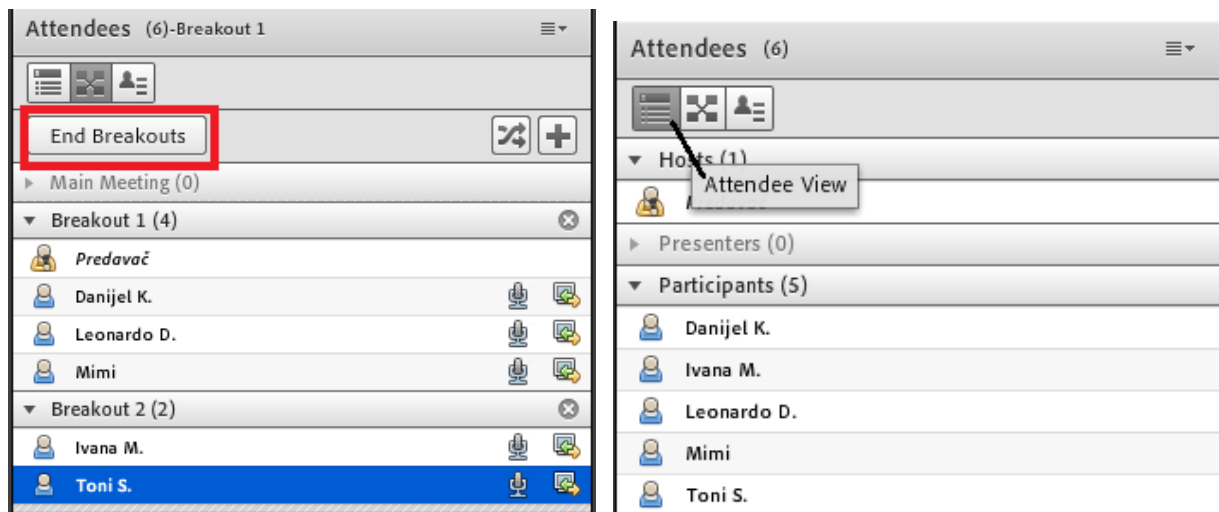 Attendees (6)-Breakout 1
End Breakouts
Main Meeting (0)
Breakout 1 (4)
Predavač
Danijel K.
Leonardo D.
Mimi
Breakout 2 (2)
Ivana M.
Toni S.
Attendees (6)
Hosts (1)
Attendee View
Presenters (0)
Participants (5)
Danijel K.
Ivana M.
Leonardo D.
Mimi
Toni S.